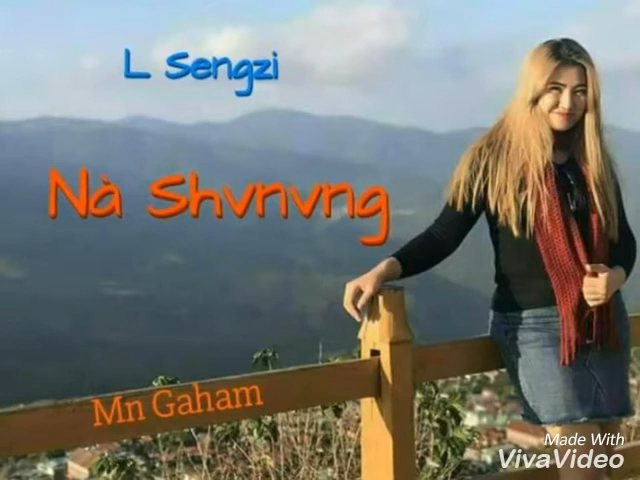 L Sengzi
Nà Shvnvng
Mn Gaham
Made With
VivaVideo